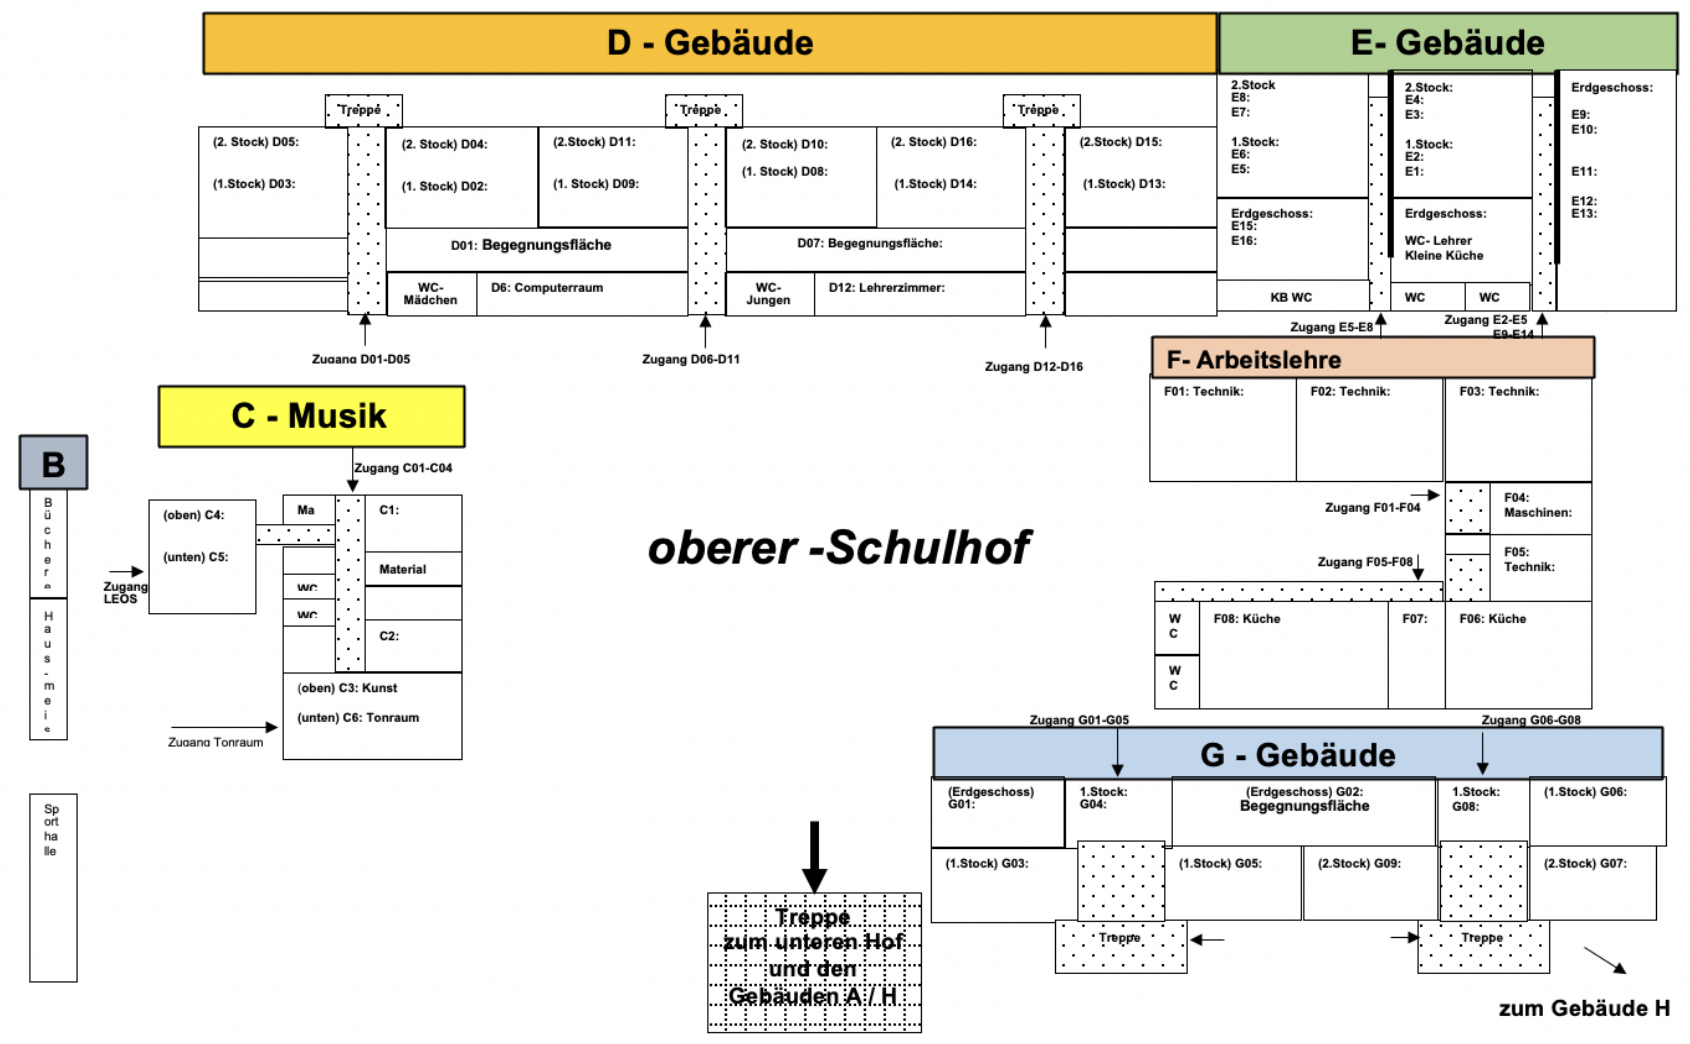 D - Gebäude
E- Gebäude
Treppe
Treppe
Treppe
(2. Stock) D05:
(1.Stock) D03:
(2. Stock) D04:
(1. Stock) D02:
(2.Stock) D11:
(1. Stock) D09:
(2. Stock) D10:
(1. Stock) D08:
(2. Stock) D16:
(1.Stock) D14:
(2.Stock) D15:
(1.Stock) D13:
D01: Begegnungsfläche
D07: Begegnungsfläche:
WC-
Mädchen
D6: Computerraum
WC-
Jungen
D12: Lehrerzimmer:
Zugang D01-D05
Zugang D06-D11
Zugang D12-D16
2.Stock
E8:
E7:
1.Stock:
E6:
E5:
Erdgeschoss:
E15:
E16:
KB WC
2.Stock:
E4:
E3:
1.Stock:
E2:
E1:
Erdgeschoss:
WC- Lehrer
Kleine Küche
WC
WC
Erdgeschoss:
E9:
E10:
E11:
E12:
E13:
Zugang E5-E8
Zugang E2-E5
E9-E14
F- Arbeitslehre
F01: Technik:
F02: Technik:
F03: Technik:
Zugang F01-F04
F04:
Maschinen:
F05:
Technik:
Zugang F05-F08
W
C
W
C
F08: Küche
F07:
F06: Küche
C - Musik
Zugang C01-C04
B
B
ü
c
h
e
r
e
H
a
u
s
-
m
e
i
s
Sp
ort
ha
lle
(oben) C4:
(unten) C5:
Zugang
LEOS
Ma
WC
WC
C1:
Material
C2:
(oben) C3: Kunst
(unten) C6: Tonraum
Zugang Tonraum
oberer -Schulhof
Zugang G01-G05
Zugang G06-G08
G - Gebäude
(Erdgeschoss)
G01:
1.Stock:
G04:
(Erdgeschoss) G02:
Begegnungsfläche
1.Stock:
G08:
(1.Stock) G06:
(1.Stock) G03:
(1.Stock) G05:
(2.Stock) G09:
(2.Stock) G07:
Treppe
Treppe
Treppe
zum unteren Hof
und den
Gebäuden A / H
zum Gebäude H